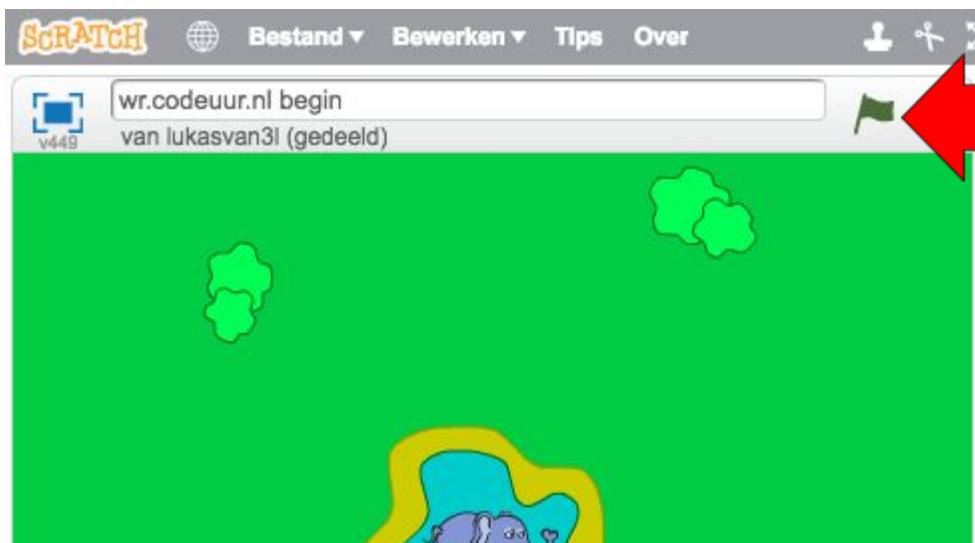 SCRATCH Bestand Bewerken Tips Over
wr.codeuur.nl begin
v449 van lukasvan3l (gedeeld)